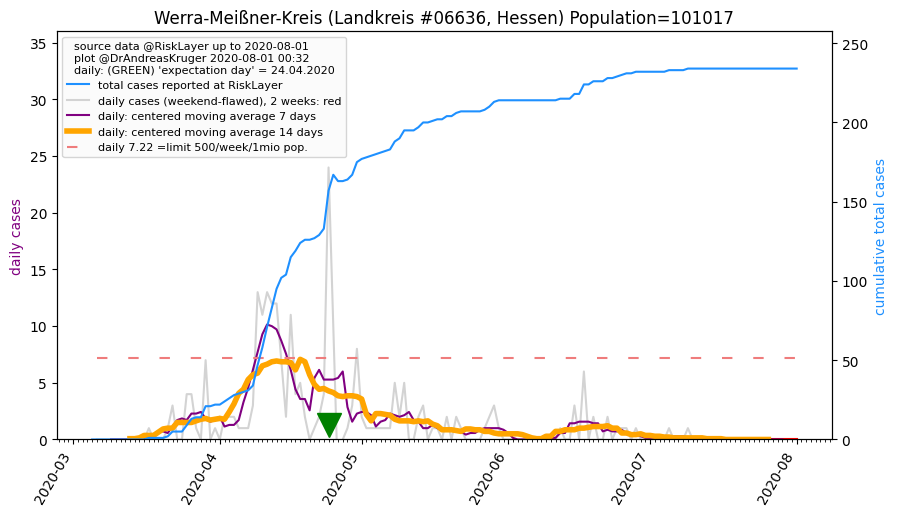 Werra-Meißner-Kreis (Landkreis #06636, Hessen) Population=101017
source data @RiskLayer up to 2020-08-01
plot @DrAndreasKruger 2020-08-01 00:32
daily: (GREEN) 'expectation day' = 24.04.2020
total cases reported at RiskLayer
daily cases (weekend-flawed), 2 weeks: red
daily: centered moving average 7 days
daily: centered moving average 14 days
daily 7.22 =limit 500/week/1mio pop.
daily cases
35
30
25
20
15
10
5
0
cumulative total cases
250
200
150
100
50
0
2020-03
2020-04
2020-05
2020-06
2020-07
2020-08